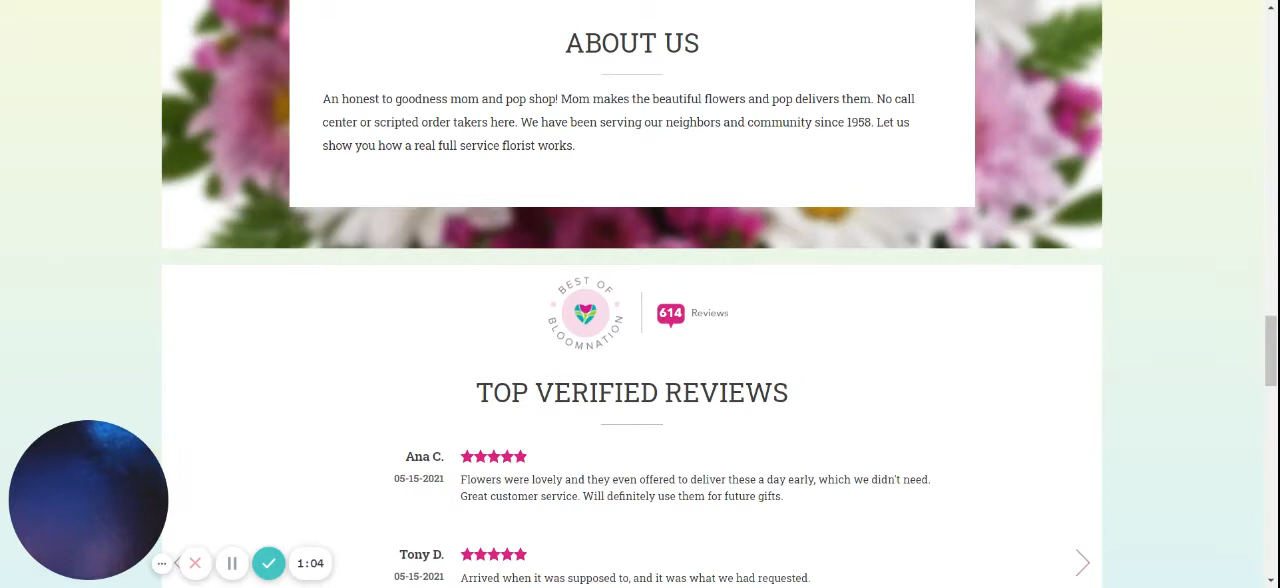 ABOUT US
An honest to goodness mom and pop shop! Mom makes the beautiful flowers and pop delivers them. No call
center or scripted order takers here. We have been serving our neighbors and community since 1958. Let us
show you how a real full service florist works.
BEST OF
BLOOMNATION
614 Reviews
TOP VERIFIED REVIEWS
Ana C.
05-15-2021
Flowers were lovely and they even offered to deliver these a day early, which we didn't need.
Great customer service. Will definitely use them for future gifts.
Tony D.
05-15-2021
Arrived when it was supposed to, and it was what we had requested.
1:04